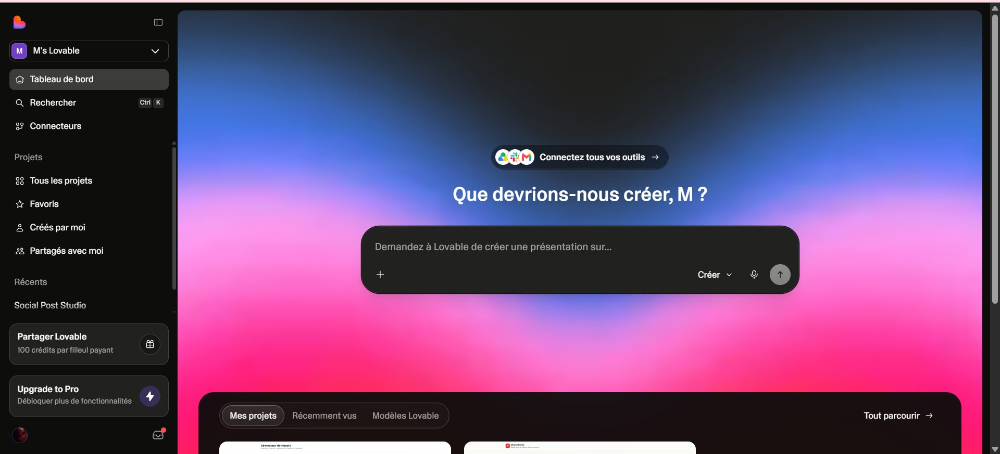 M
M's Lovable
Tableau de bord
Rechercher
Ctrl K
Connecteurs
Projets
Tous les projets
Favoris
Créés par moi
Partagés avec moi
Récents
Social Post Studio
Partager Lovable
100 crédits par filleul payant
Upgrade to Pro
Débloquer plus de fonctionnalités
Connectez tous vos outils
Que devrions-nous créer, M ?
Demandez à Lovable de créer une présentation sur...
Créer
Mes projets
Récemment vus
Modèles Lovable
Tout parcourir
Générateur de visuels